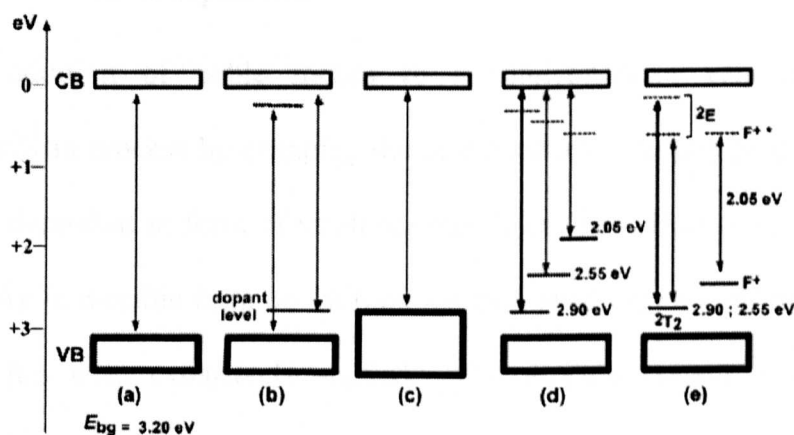 eV
CB
0
+1
+2
+3
VB
dopant level
2.05 eV
2.55 eV
2.90 eV
²E
F⁺ *
2.05 eV
F⁺
²T₂
2.90 ; 2.55 eV
(a) (b) (c) (d) (e)
Ebg = 3.20 eV